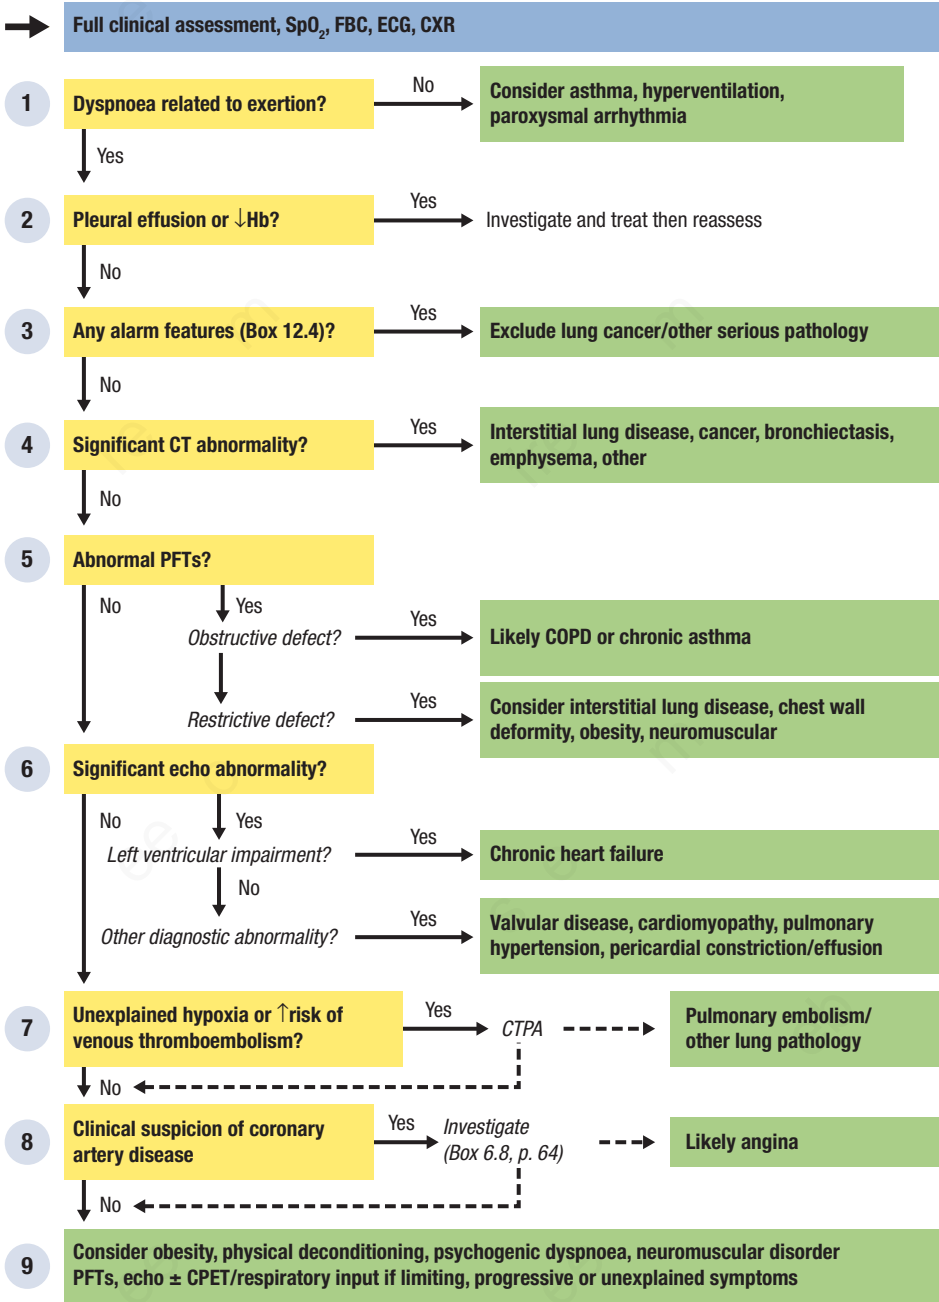 Full clinical assessment, SpO₂, FBC, ECG, CXR
1
Dyspnoea related to exertion?
No
Consider asthma, hyperventilation,
paroxysmal arrhythmia
Yes
2
Pleural effusion or ↓Hb?
Yes
Investigate and treat then reassess
No
3
Any alarm features (Box 12.4)?
Yes
Exclude lung cancer/other serious pathology
No
4
Significant CT abnormality?
Yes
Interstitial lung disease, cancer, bronchiectasis,
emphysema, other
No
5
Abnormal PFTs?
No
Yes
Obstructive defect?
Yes
Likely COPD or chronic asthma
Restrictive defect?
Yes
Consider interstitial lung disease, chest wall
deformity, obesity, neuromuscular
6
Significant echo abnormality?
No
Yes
Left ventricular impairment?
Yes
Chronic heart failure
No
Other diagnostic abnormality?
Yes
Valvular disease, cardiomyopathy, pulmonary
hypertension, pericardial constriction/effusion
7
Unexplained hypoxia or ↑risk of
venous thromboembolism?
Yes
CTPA
Pulmonary embolism/
other lung pathology
No
8
Clinical suspicion of coronary
artery disease
Yes
Investigate
(Box 6.8, p. 64)
Likely angina
No
9
Consider obesity, physical deconditioning, psychogenic dyspnoea, neuromuscular disorder
PFTs, echo ± CPET/respiratory input if limiting, progressive or unexplained symptoms